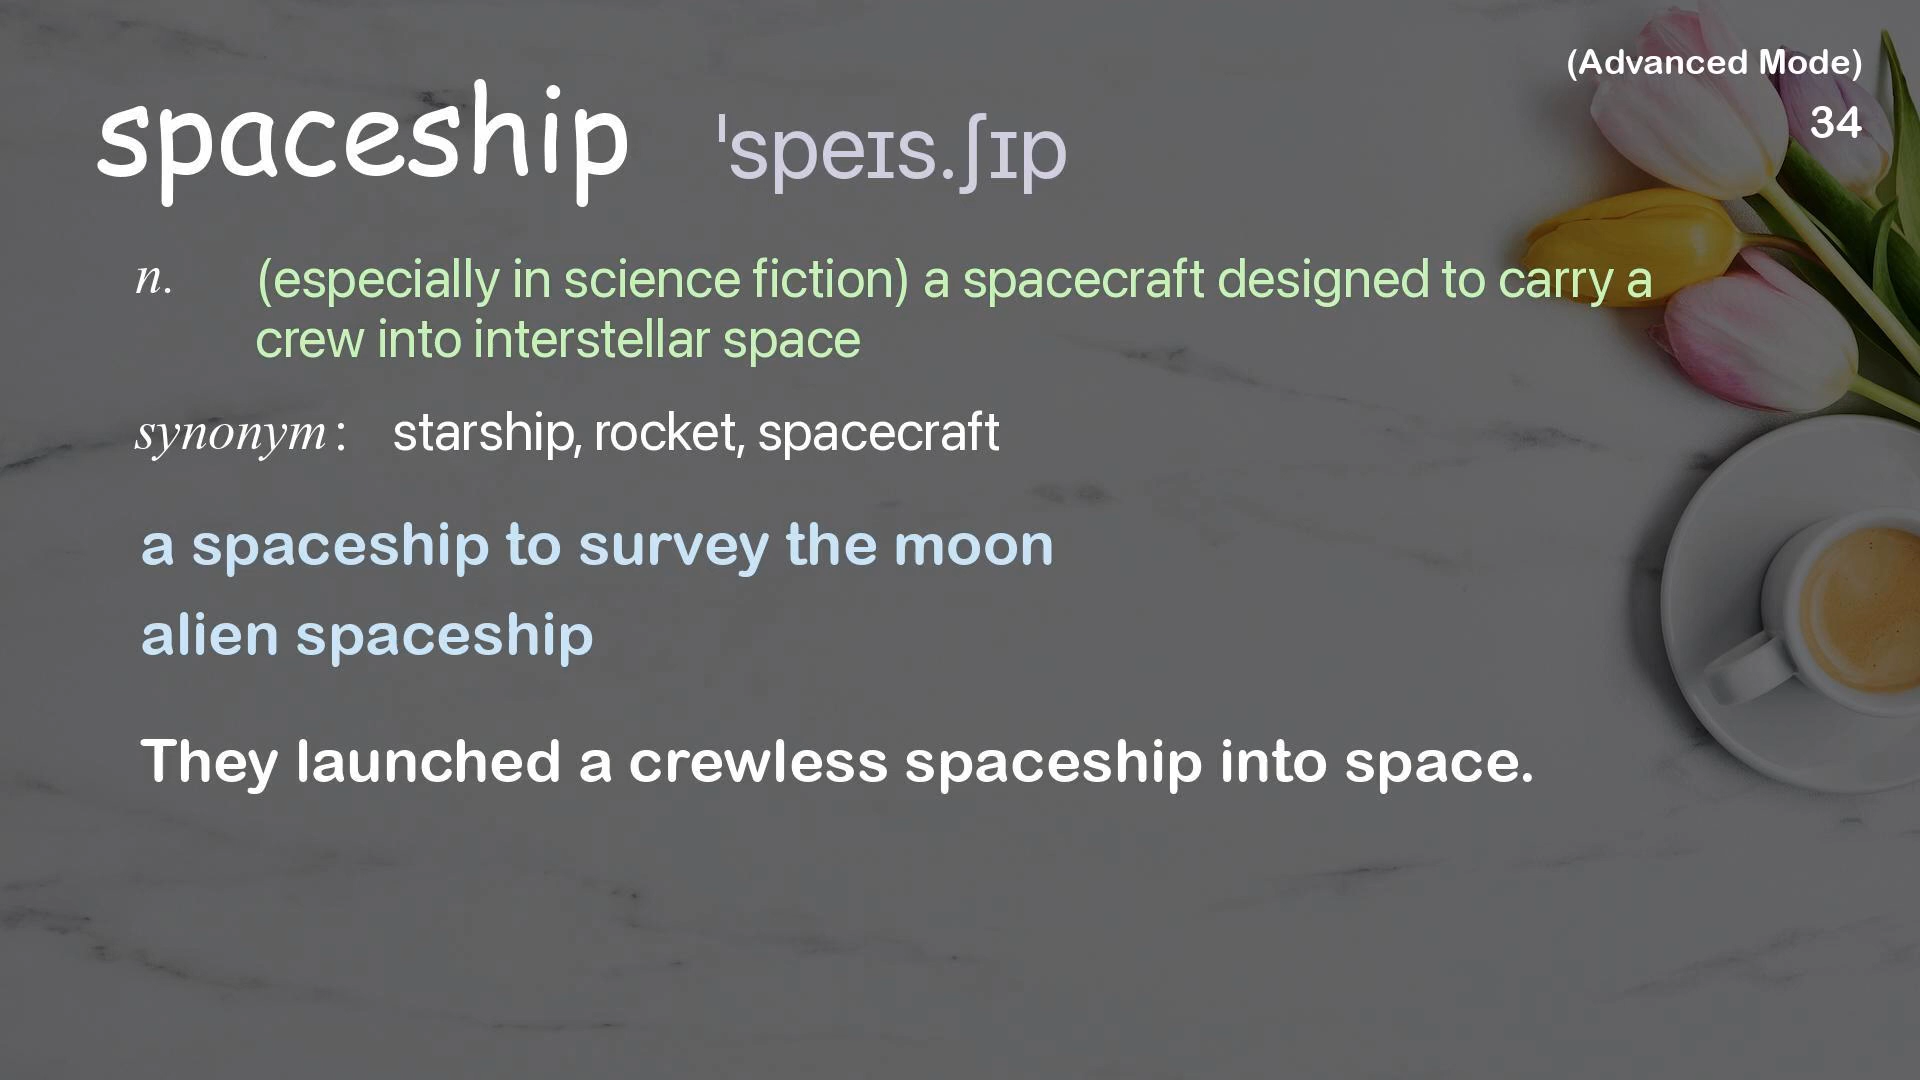 (Advanced Mode)
34
spaceship ˈspeɪs.ʃɪp
n. (especially in science fiction) a spacecraft designed to carry a
crew into interstellar space
synonym: starship, rocket, spacecraft
a spaceship to survey the moon
alien spaceship
They launched a crewless spaceship into space.